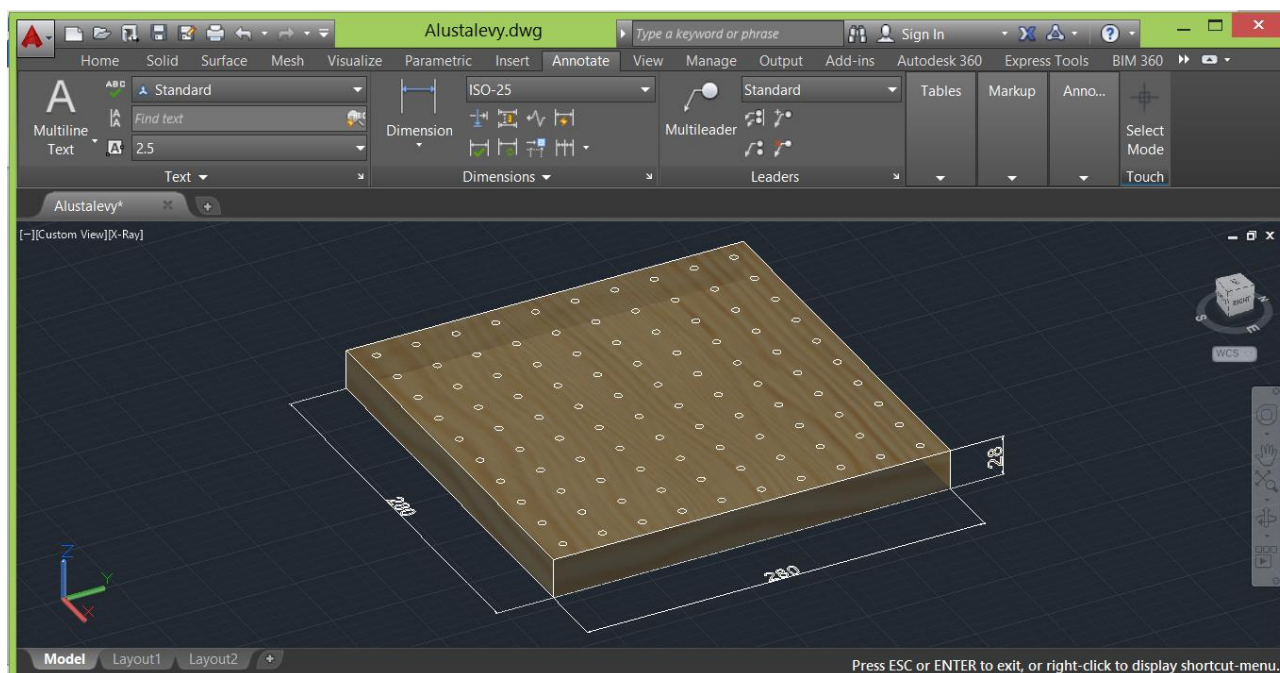 Alustalevy.dwg
Type a keyword or phrase
Sign In
Home Solid Surface Mesh Visualize Parametric Insert Annotate View Manage Output Add-ins Autodesk 360 Express Tools BIM 360
A
Multiline
Text
ABC
Standard
Find text
2.5
Text
Dimension
ISO-25
Dimensions
Multileader
Standard
Leaders
Tables
Markup
Anno...
Select
Mode
Touch
Alustalevy*
[−][Custom View][X-Ray]
RIGHT
S
E
N
WCS
28
280
280
Z
Y
X
Model Layout1 Layout2
Press ESC or ENTER to exit, or right-click to display shortcut-menu.